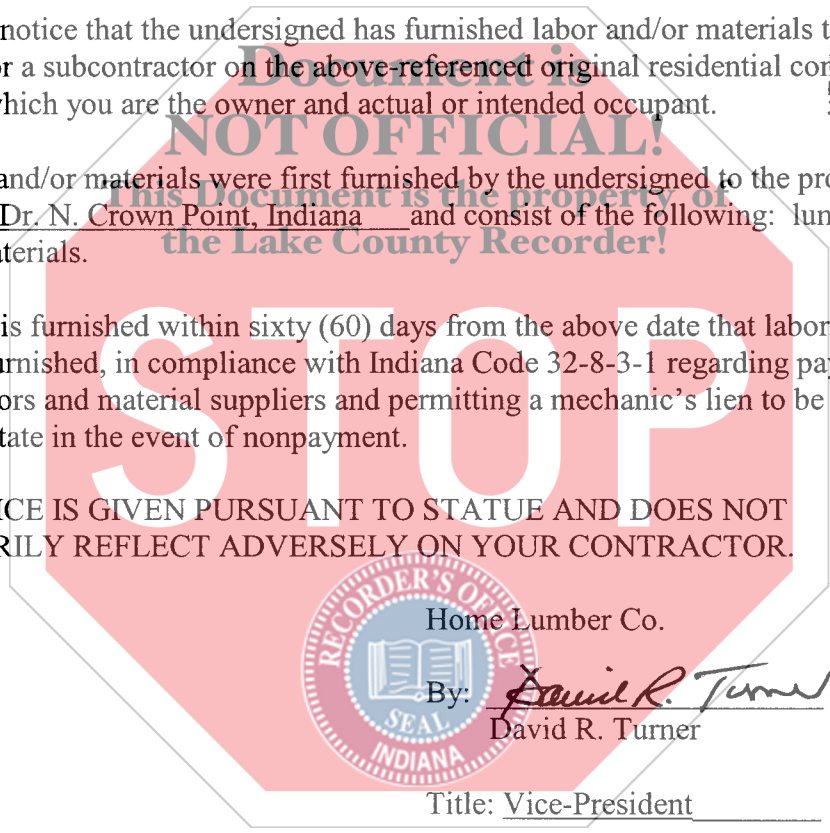 notice that the undersigned has furnished labor and/or materials t
r a subcontractor on the above-referenced original residential con
which you are the owner and actual or intended occupant.
Document is
NOT OFFICIAL!
This Document is the property of
the Lake County Recorder!
and/or materials were first furnished by the undersigned to the pro
Dr. N. Crown Point, Indiana and consist of the following: lum
aterials.
is furnished within sixty (60) days from the above date that labor
urnished, in compliance with Indiana Code 32-8-3-1 regarding pay
ors and material suppliers and permitting a mechanic's lien to be
tate in the event of nonpayment.
STOP
ICE IS GIVEN PURSUANT TO STATUE AND DOES NOT
RILY REFLECT ADVERSELY ON YOUR CONTRACTOR.
RECORDER'S OFFICE
SEAL
INDIANA
Home Lumber Co.
By: David R. Turner
David R. Turner
Title: Vice-President